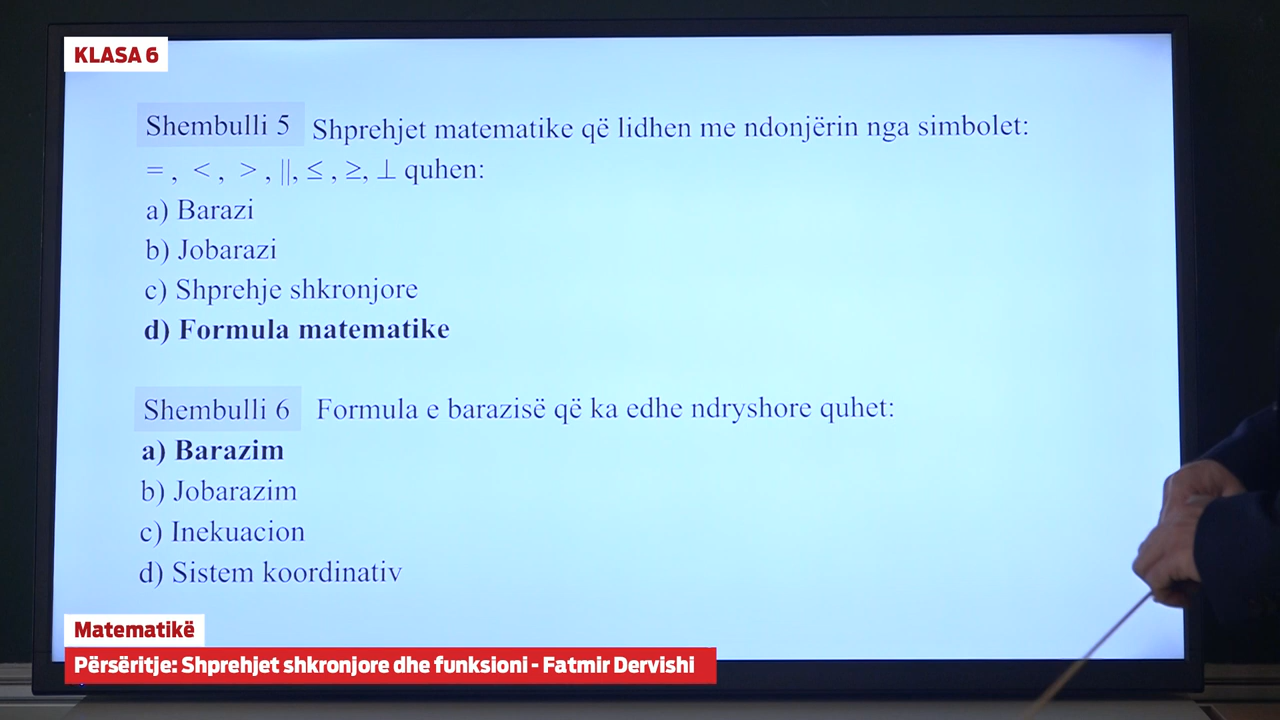 KLASA 6
Shembulli 5 Shprehjet matematike që lidhen me ndonjërin nga simbolet:
= , < , > , ||, ≤ , ≥, ⊥ quhen:
a) Barazi
b) Jobarazi
c) Shprehje shkronjore
d) Formula matematike
Shembulli 6 Formula e barazisë që ka edhe ndryshore quhet:
a) Barazim
b) Jobarazim
c) Inekuacion
d) Sistem koordinativ
Matematikë
Përsëritje: Shprehjet shkronjore dhe funksioni - Fatmir Dervishi